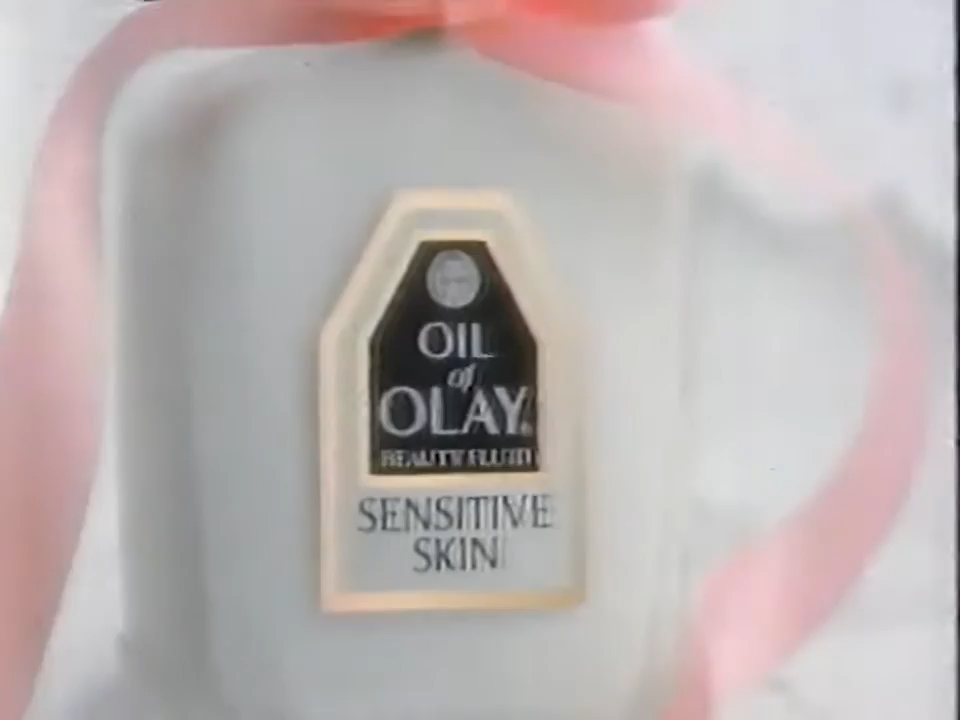 OIL
of
OLAY®
BEAUTY FLUID
SENSITIVE
SKIN